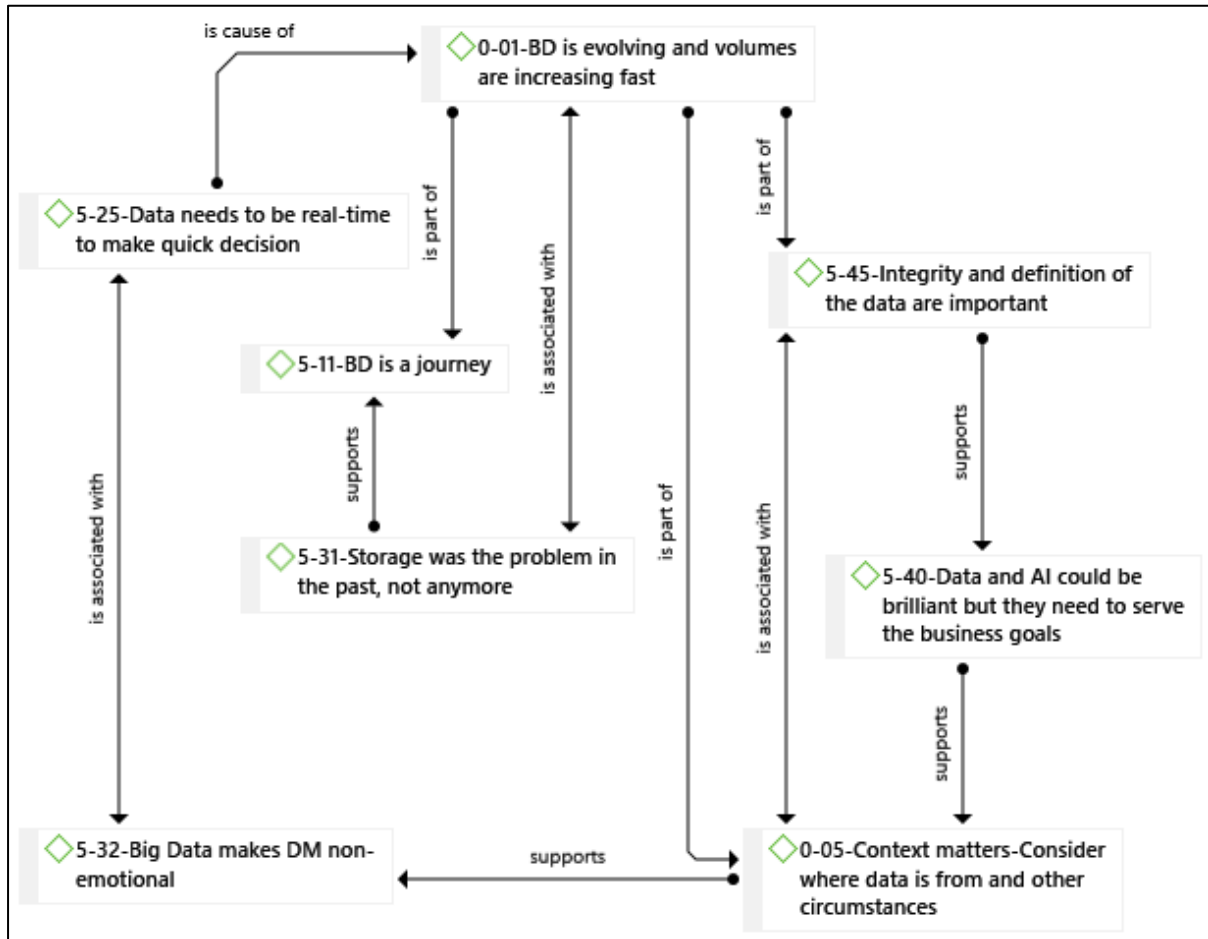 is cause of
0-01-BD is evolving and volumes
are increasing fast
5-25-Data needs to be real-time
to make quick decision
is part of
is associated with
is part of
5-45-Integrity and definition of
the data are important
5-11-BD is a journey
supports
5-31-Storage was the problem in
the past, not anymore
is associated with
is part of
is associated with
supports
5-40-Data and AI could be
brilliant but they need to serve
the business goals
supports
5-32-Big Data makes DM non-
emotional
supports
0-05-Context matters-Consider
where data is from and other
circumstances